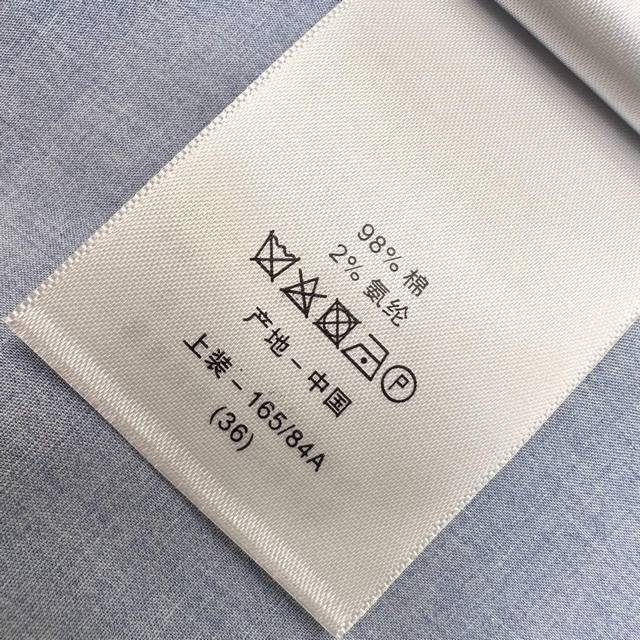 98% 棉
2% 氨纶
P
产地 – 中国
上装 – 165/84A
(36)